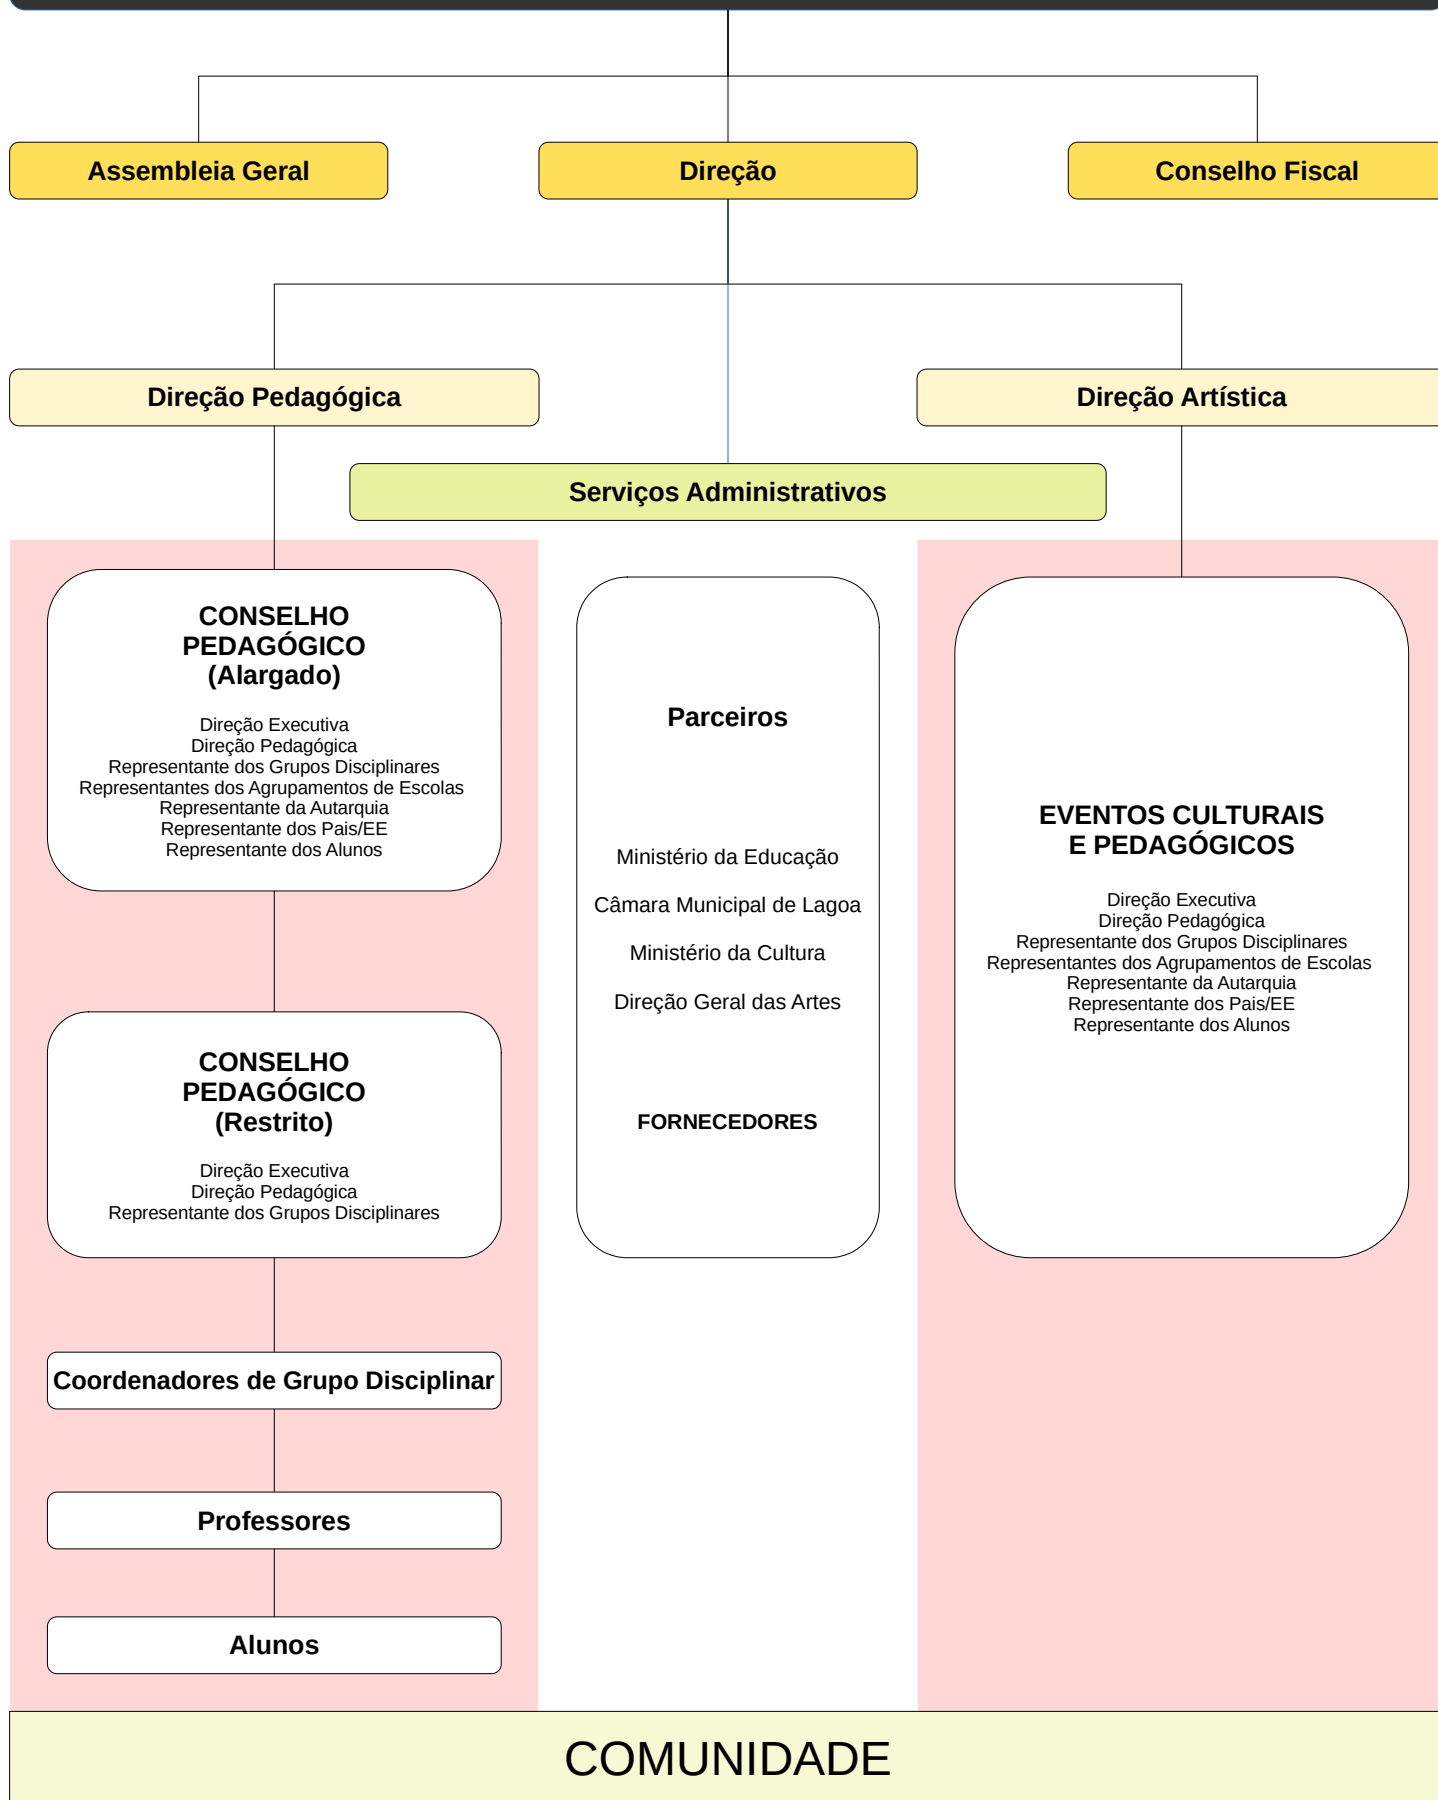 Assembleia Geral
Direção
Conselho Fiscal
Direção Pedagógica
Direção Artística
Serviços Administrativos
CONSELHO
PEDAGÓGICO
(Alargado)
Direção Executiva
Direção Pedagógica
Representante dos Grupos Disciplinares
Representantes dos Agrupamentos de Escolas
Representante da Autarquia
Representante dos Pais/EE
Representante dos Alunos
CONSELHO
PEDAGÓGICO
(Restrito)
Direção Executiva
Direção Pedagógica
Representante dos Grupos Disciplinares
Coordenadores de Grupo Disciplinar
Professores
Alunos
Parceiros
Ministério da Educação
Câmara Municipal de Lagoa
Ministério da Cultura
Direção Geral das Artes
FORNECEDORES
EVENTOS CULTURAIS
E PEDAGÓGICOS
Direção Executiva
Direção Pedagógica
Representante dos Grupos Disciplinares
Representantes dos Agrupamentos de Escolas
Representante da Autarquia
Representante dos Pais/EE
Representante dos Alunos
COMUNIDADE